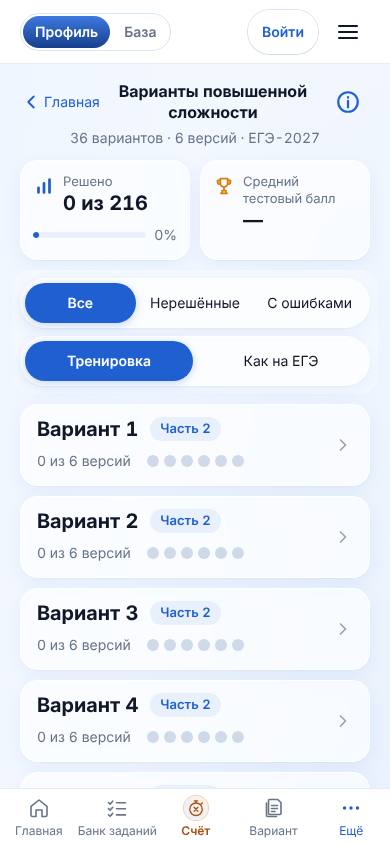 Профиль База Войти
Главная
Варианты повышенной
сложности
36 вариантов · 6 версий · ЕГЭ-2027
Решено
0 из 216
0%
Средний
тестовый балл
—
Все Нерешённые С ошибками
Тренировка Как на ЕГЭ
Вариант 1 Часть 2
0 из 6 версий
Вариант 2 Часть 2
0 из 6 версий
Вариант 3 Часть 2
0 из 6 версий
Вариант 4 Часть 2
0 из 6 версий
Главная Банк заданий Счёт Вариант Ещё